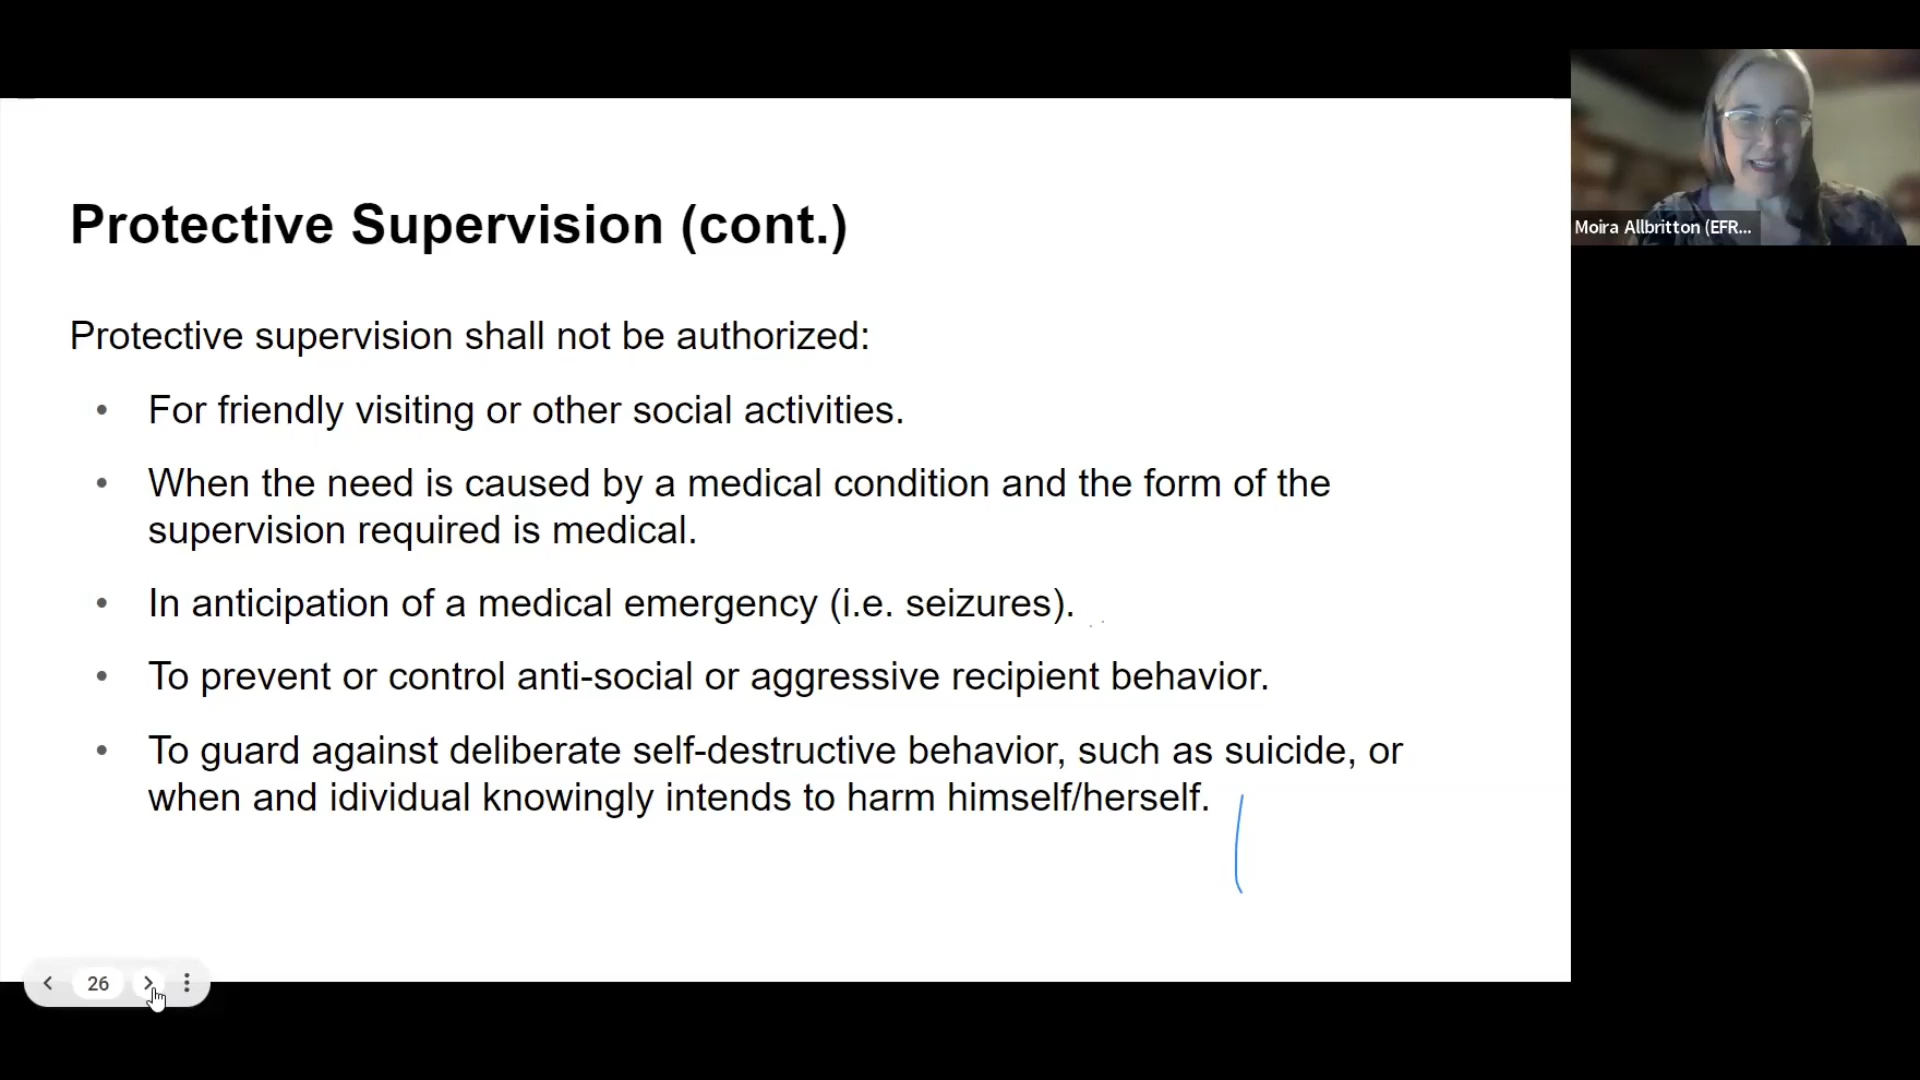 Protective Supervision (cont.)
Protective supervision shall not be authorized:
• For friendly visiting or other social activities.
• When the need is caused by a medical condition and the form of the
supervision required is medical.
• In anticipation of a medical emergency (i.e. seizures).
• To prevent or control anti-social or aggressive recipient behavior.
• To guard against deliberate self-destructive behavior, such as suicide, or
when and idividual knowingly intends to harm himself/herself.
Moira Allbritton (EFR...
26